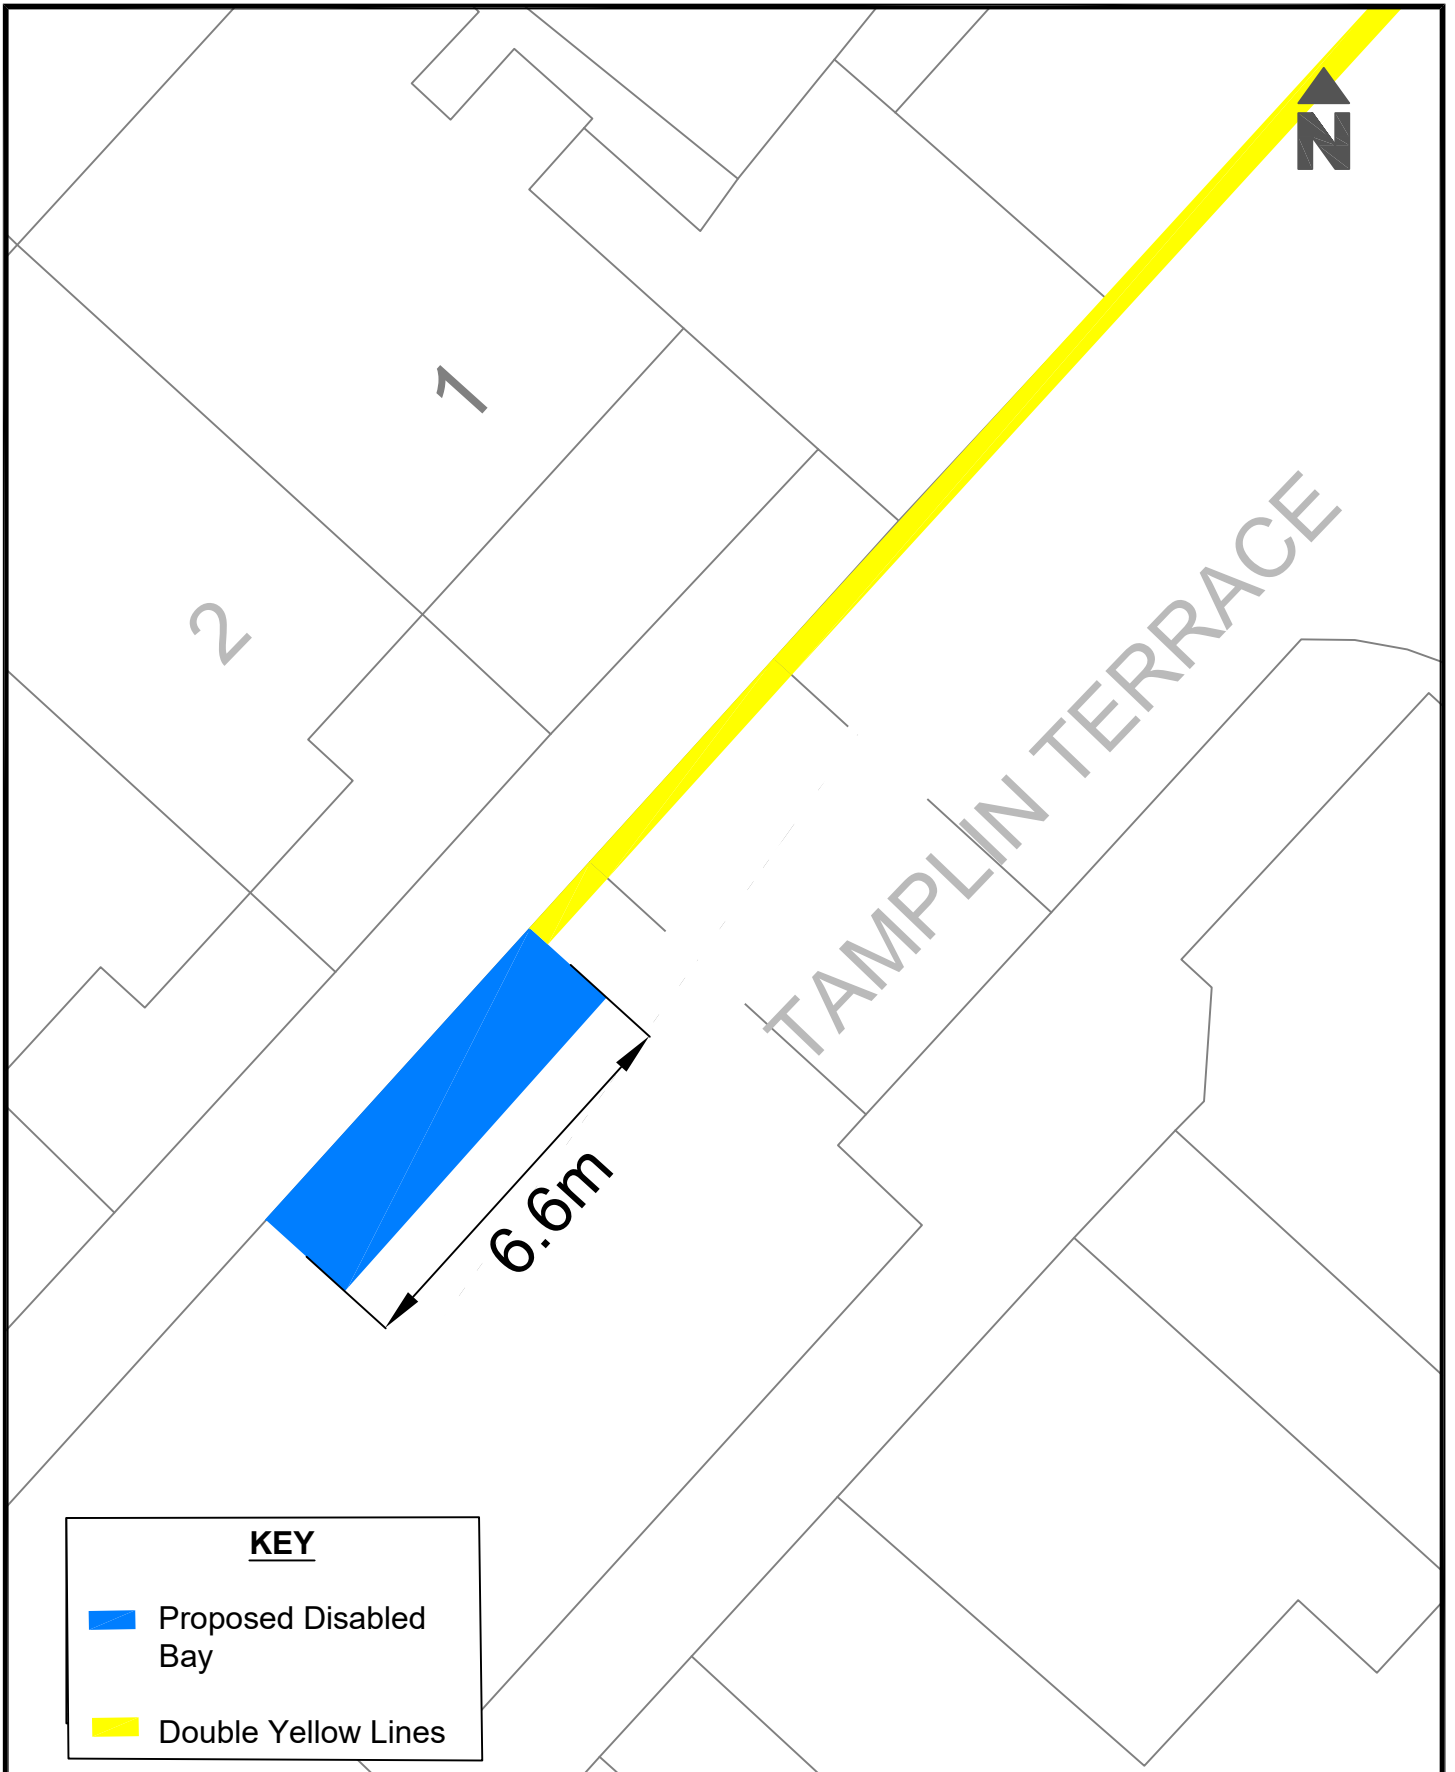 N
1
2
TAMPLIN TERRACE
6.6m
KEY
Proposed Disabled
Bay
Double Yellow Lines